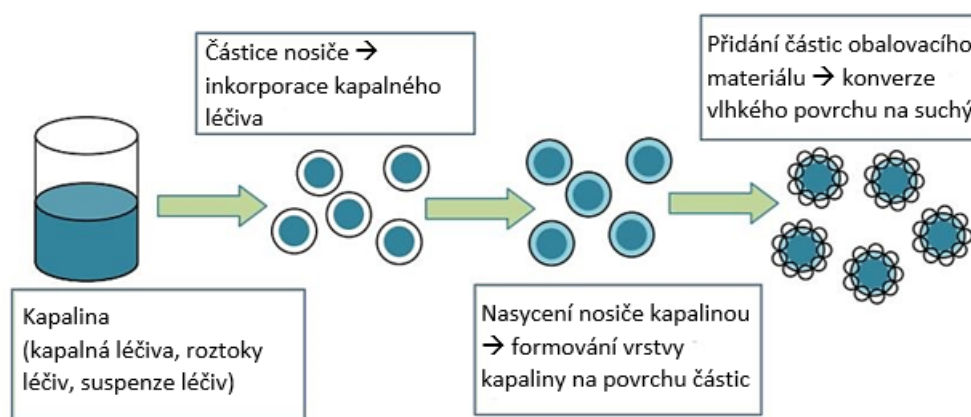 Částice nosiče →
inkorporace kapalného
léčiva
Přidání částic obalovacího
materiálu → konverze
vlhkého povrchu na suchý
Kapalina
(kapalná léčiva, roztoky
léčiv, suspenze léčiv)
Nasycení nosiče kapalinou
→ formování vrstvy
kapaliny na povrchu částic